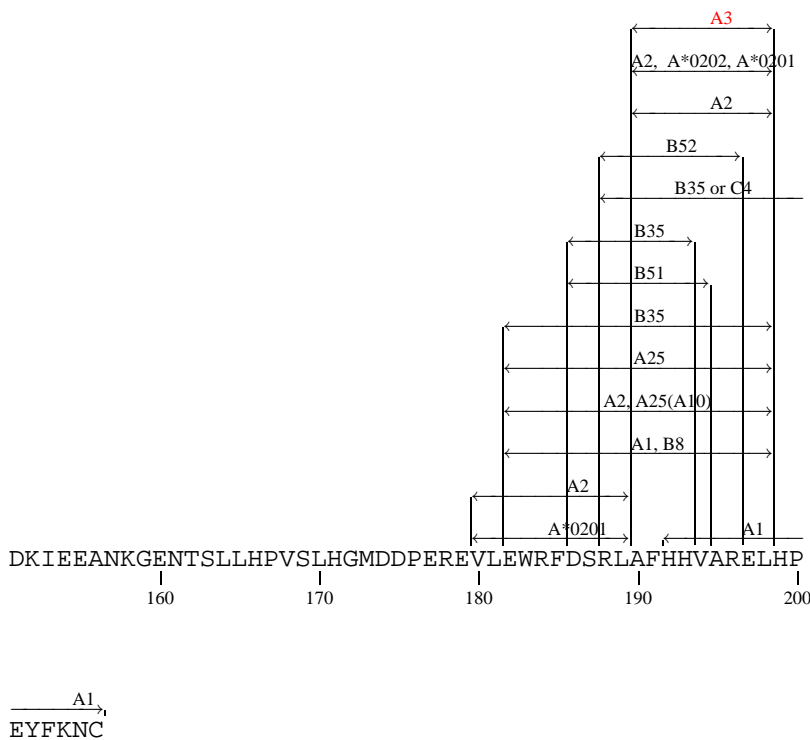 A3
A2, A*0202, A*0201
A2
B52
B35 or C4
B35
B51
B35
A25
A2, A25(A10)
A1, B8
A2
A*0201 A1
DKIEEANKGENTSLLHPVSLHGMDDPEREVLEWRFDSRLAFHHVARELHP
160 170 180 190 200
A1
EYFKNC